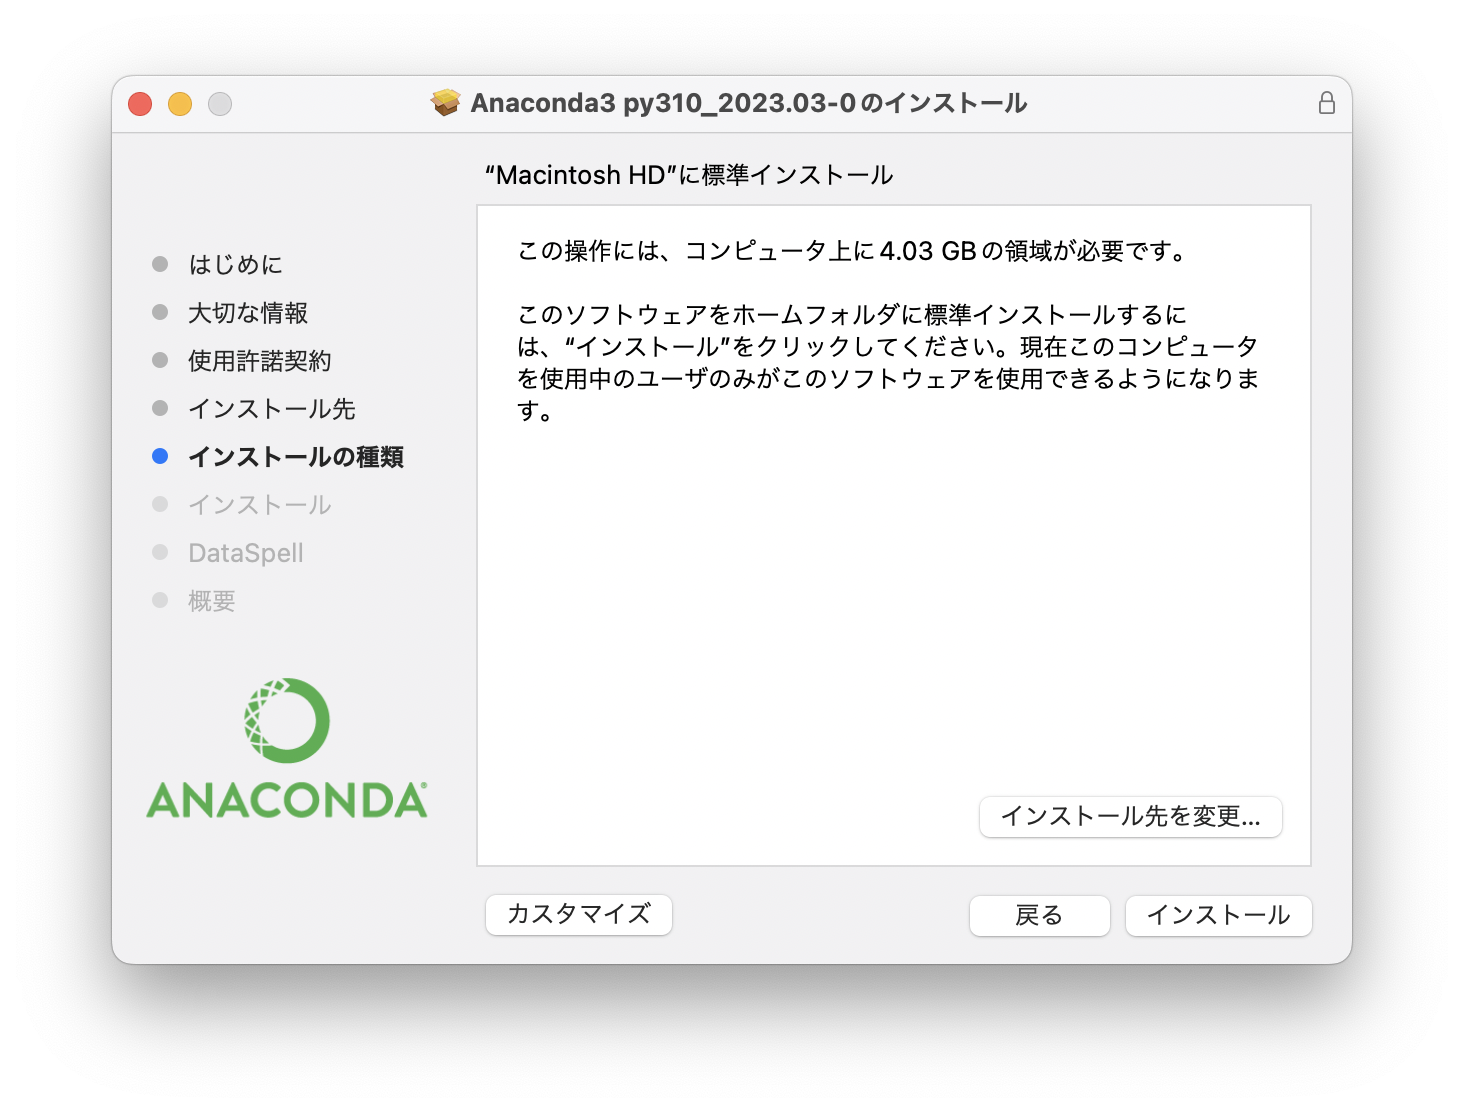 Anaconda3 py310_2023.03-0のインストール
“Macintosh HD”に標準インストール
はじめに
大切な情報
使用許諾契約
インストール先
インストールの種類
インストール
DataSpell
概要
ANACONDA®
この操作には、コンピュータ上に4.03 GBの領域が必要です。
このソフトウェアをホームフォルダに標準インストールするに
は、“インストール”をクリックしてください。現在このコンピュータ
を使用中のユーザのみがこのソフトウェアを使用できるようになりま
す。
インストール先を変更...
カスタマイズ
戻る
インストール